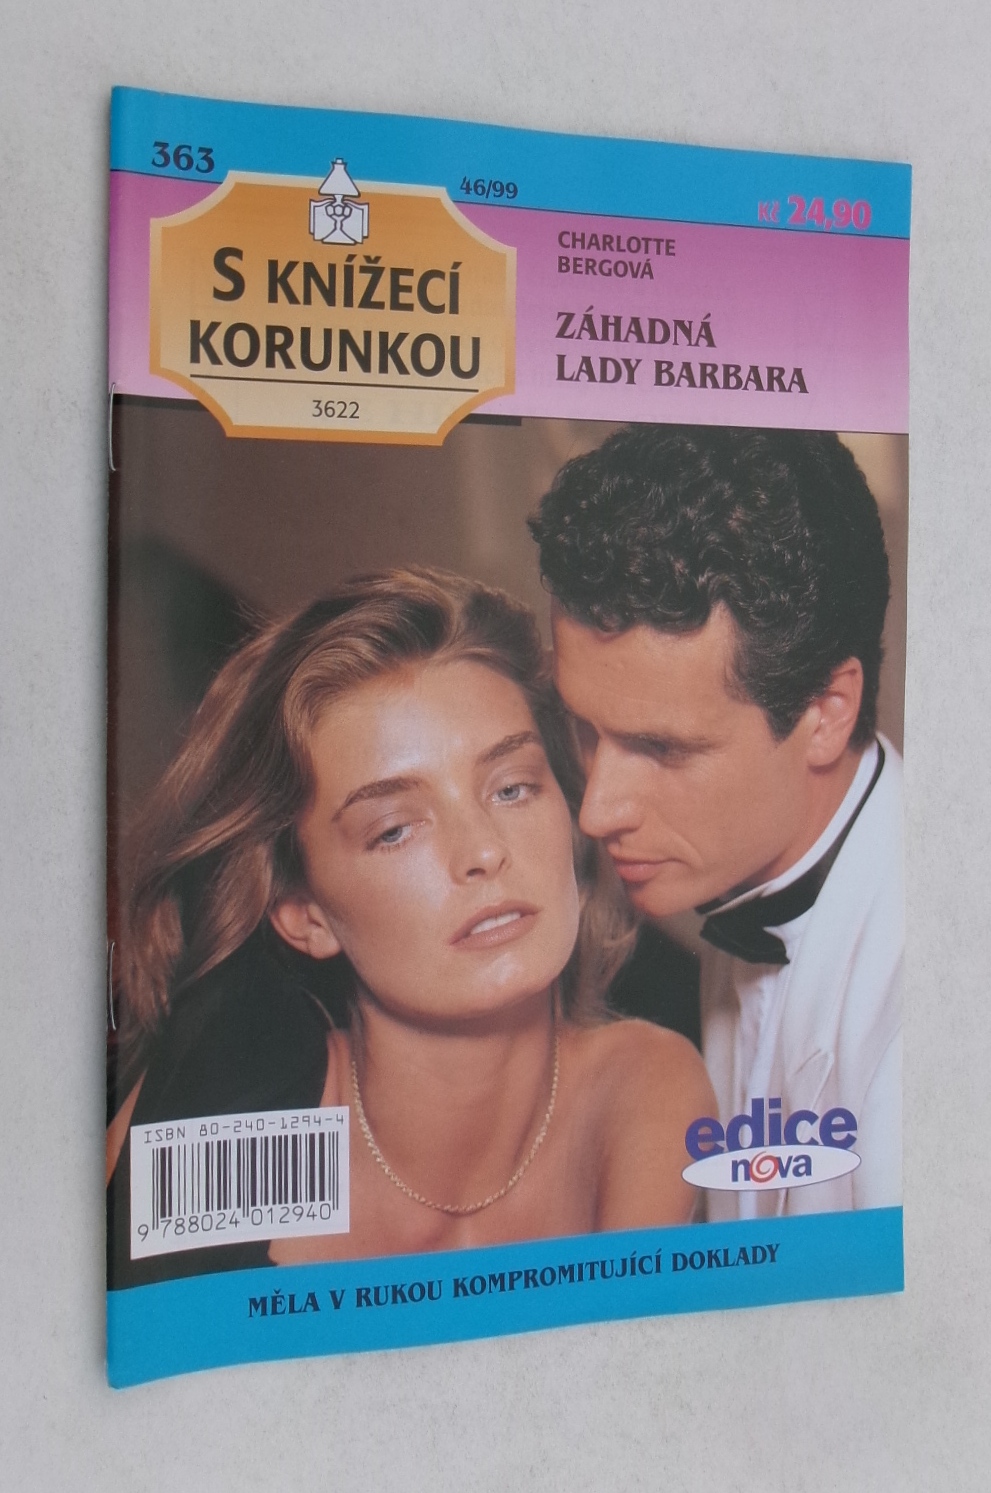 363
46/99
Kč 24,90
S KNÍŽECÍ
KORUNKOU
3622
CHARLOTTE
BERGOVÁ
ZÁHADNÁ
LADY BARBARA
edice
nova
ISBN 80-240-1294-4
9 788024 012940
MĚLA V RUKOU KOMPROMITUJÍCÍ DOKLADY